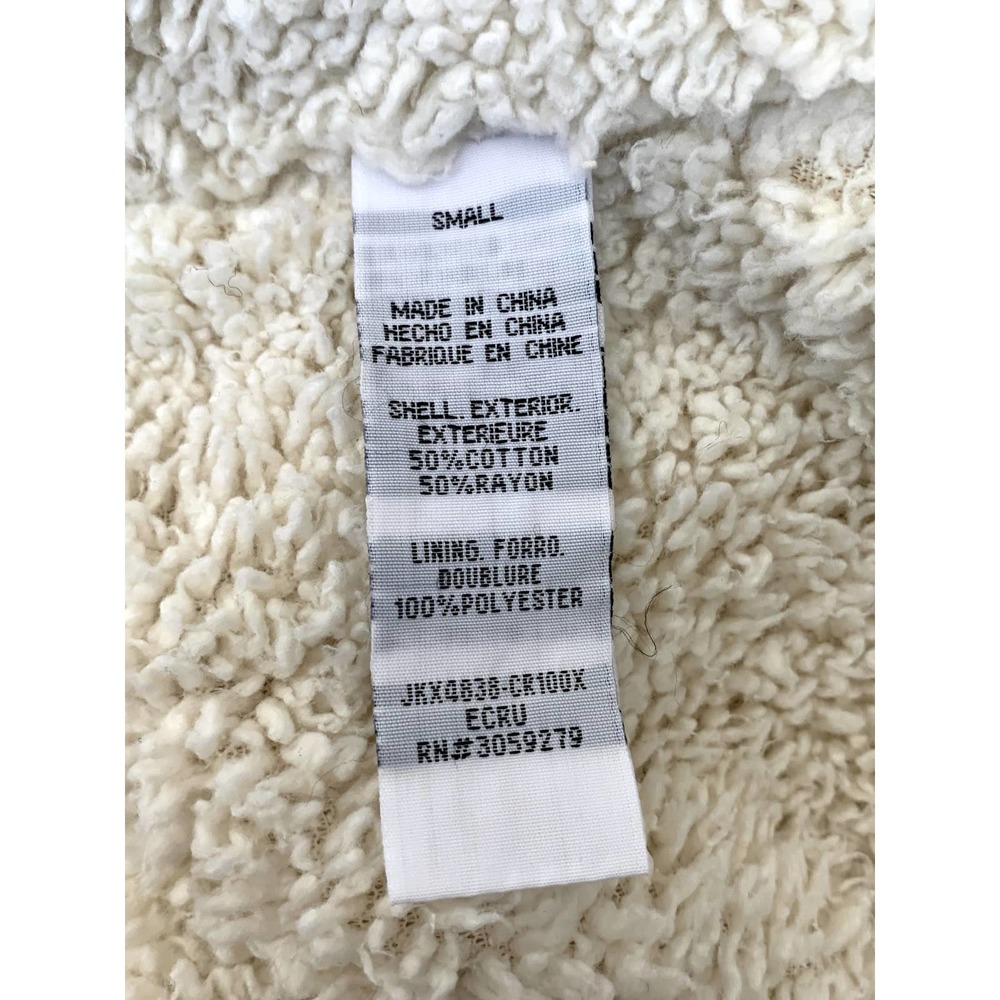 SMALL
MADE IN CHINA
HECHO EN CHINA
FABRIQUE EN CHINE
SHELL. EXTERIOR.
EXTERIEURE
50%COTTON
50%RAYON
LINING. FORRO.
DOUBLURE
100%POLYESTER
JKX4838-CR100X
ECRU
RN#3059279